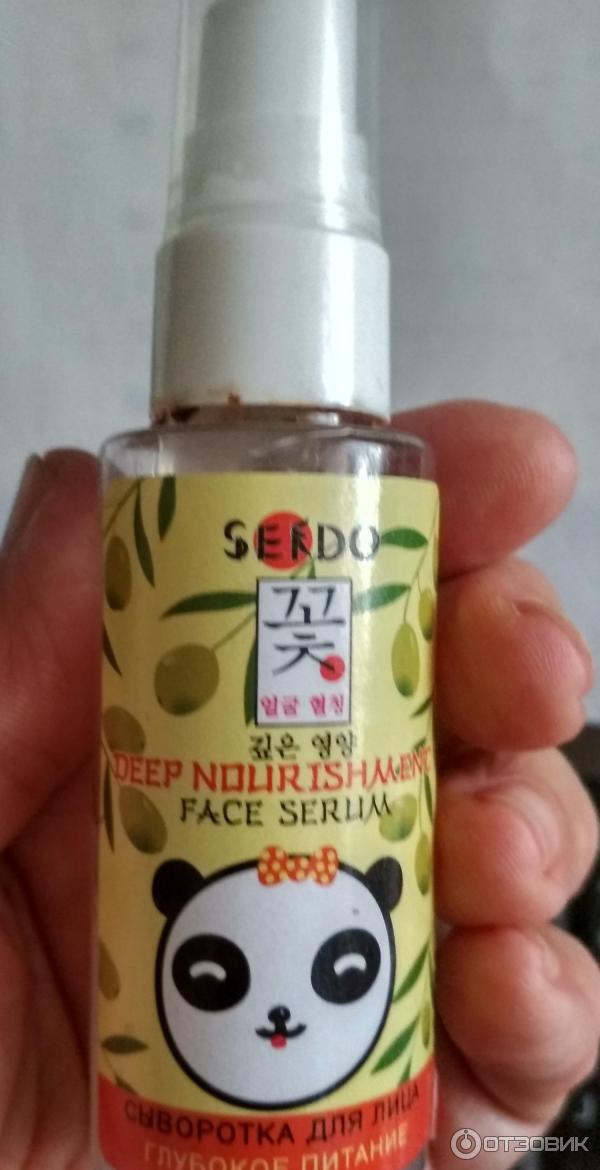 SENDO
꽃
얼굴 혈청
깊은 영양
DEEP NOURISHMENT
FACE SERUM
СЫВОРОТКА ДЛЯ ЛИЦА
ГЛУБОКОЕ ПИТАНИЕ
ОТЗОВИК